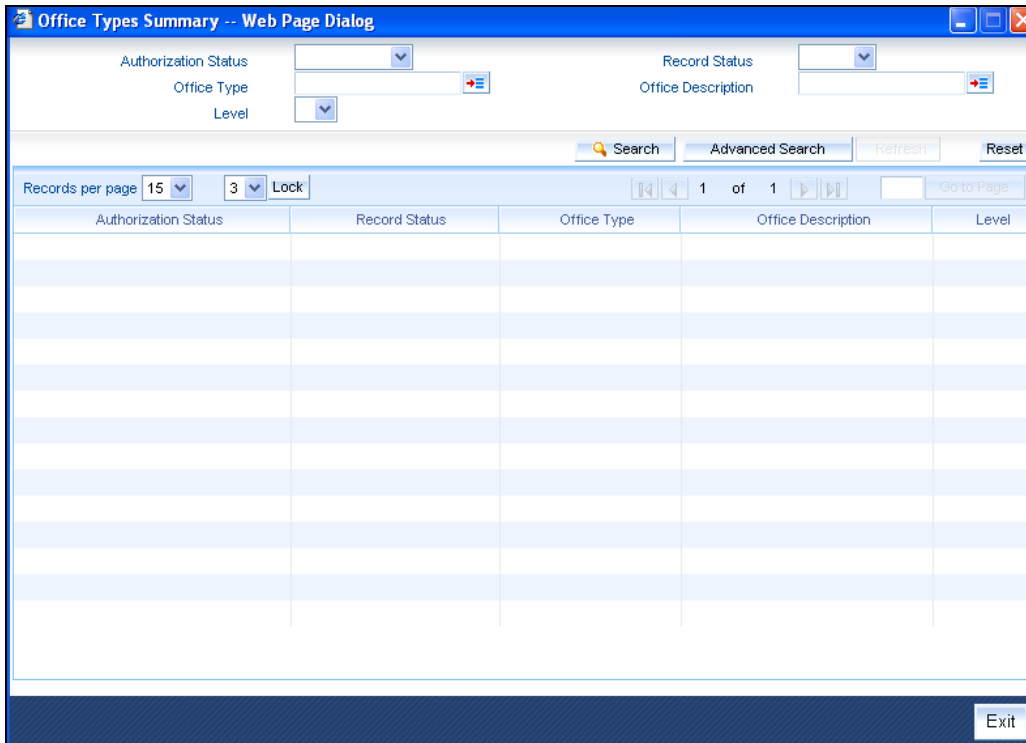 Office Types Summary -- Web Page Dialog
Authorization Status Record Status
Office Type Office Description
Level
Search Advanced Search Refresh Reset
Records per page 15 3 Lock 1 of 1 Go to Page
Authorization Status Record Status Office Type Office Description Level
Exit